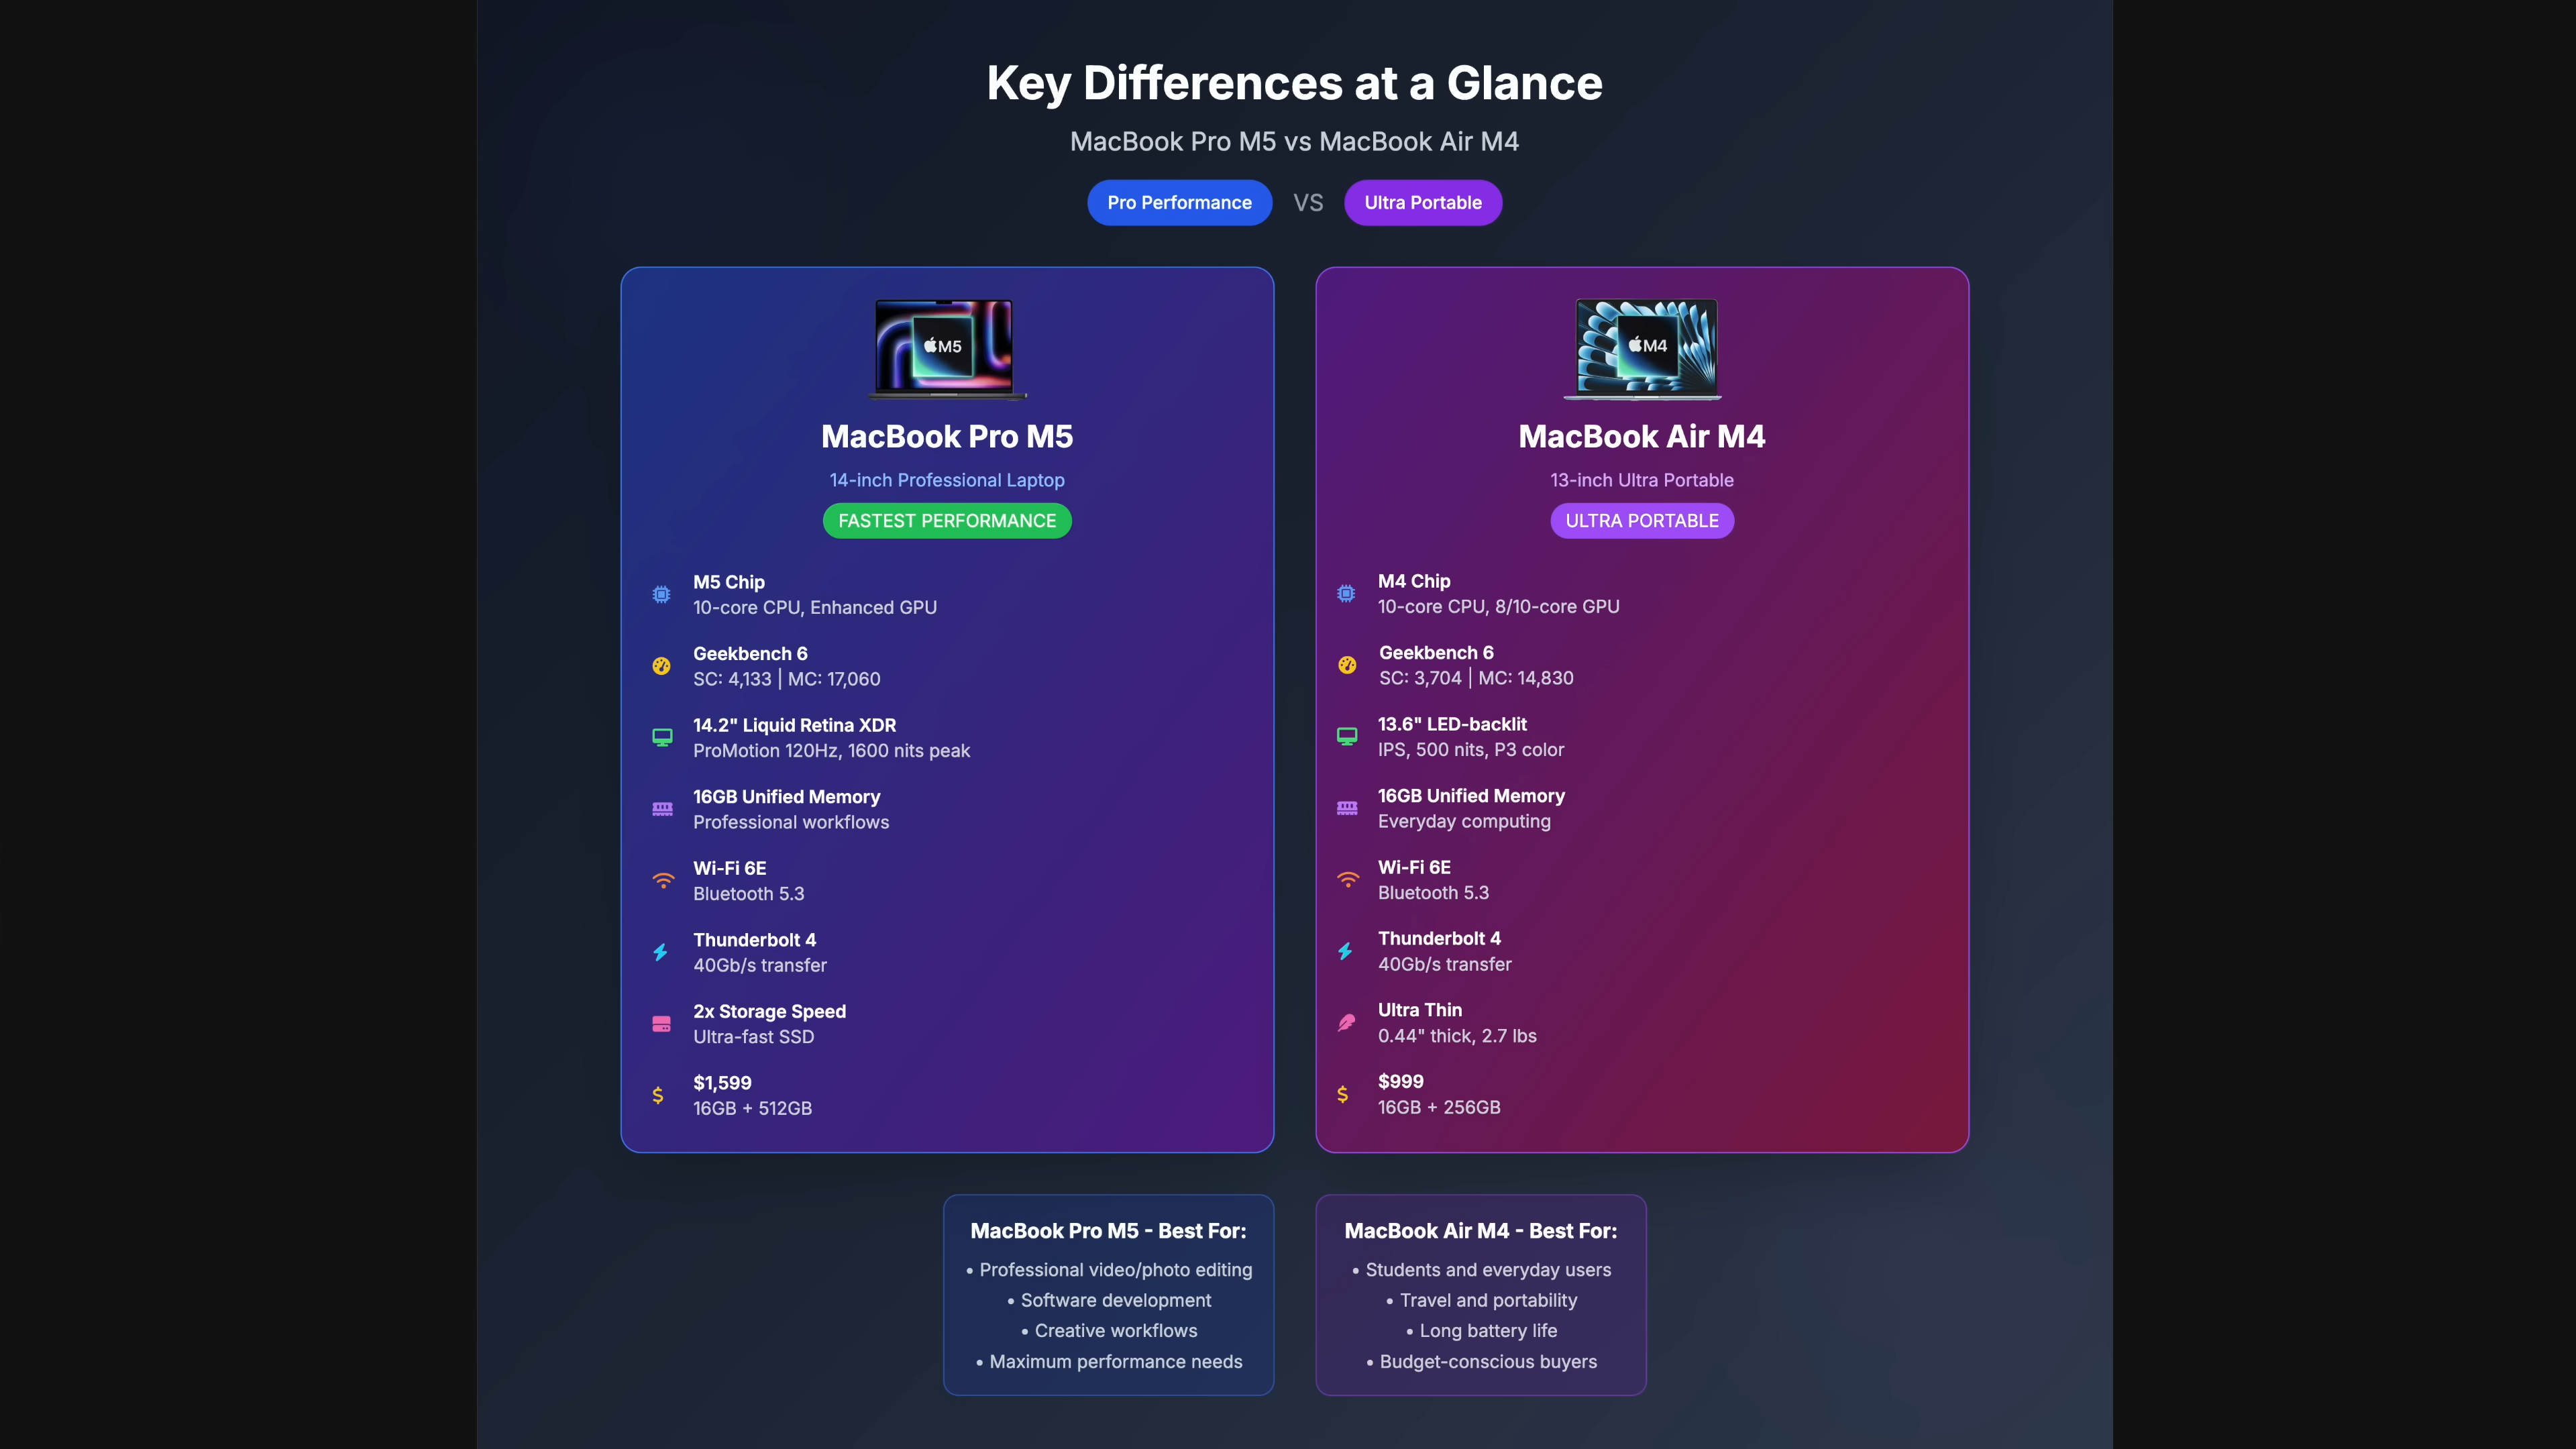 Key Differences at a Glance
MacBook Pro M5 vs MacBook Air M4
Pro Performance VS Ultra Portable
M5
MacBook Pro M5
14-inch Professional Laptop
FASTEST PERFORMANCE
M5 Chip
10-core CPU, Enhanced GPU
Geekbench 6
SC: 4,133 | MC: 17,060
14.2" Liquid Retina XDR
ProMotion 120Hz, 1600 nits peak
16GB Unified Memory
Professional workflows
Wi-Fi 6E
Bluetooth 5.3
Thunderbolt 4
40Gb/s transfer
2x Storage Speed
Ultra-fast SSD
$1,599
16GB + 512GB
M4
MacBook Air M4
13-inch Ultra Portable
ULTRA PORTABLE
M4 Chip
10-core CPU, 8/10-core GPU
Geekbench 6
SC: 3,704 | MC: 14,830
13.6" LED-backlit
IPS, 500 nits, P3 color
16GB Unified Memory
Everyday computing
Wi-Fi 6E
Bluetooth 5.3
Thunderbolt 4
40Gb/s transfer
Ultra Thin
0.44" thick, 2.7 lbs
$999
16GB + 256GB
MacBook Pro M5 - Best For:
• Professional video/photo editing
• Software development
• Creative workflows
• Maximum performance needs
MacBook Air M4 - Best For:
• Students and everyday users
• Travel and portability
• Long battery life
• Budget-conscious buyers